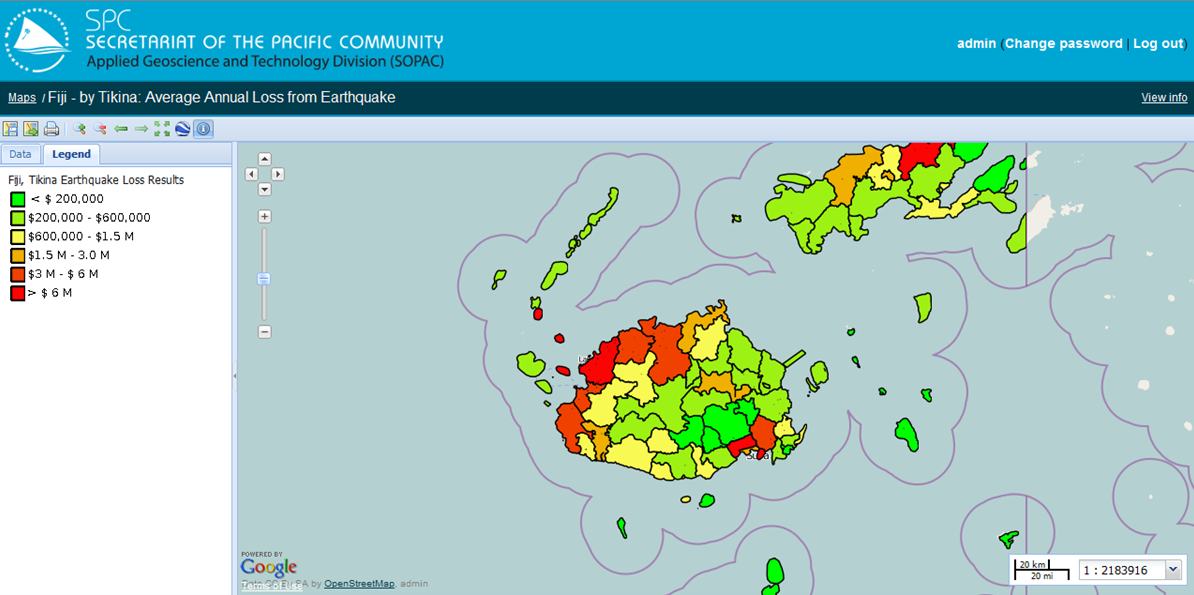 SPC
SECRETARIAT OF THE PACIFIC COMMUNITY
Applied Geoscience and Technology Division (SOPAC)
admin (Change password | Log out)
Maps / Fiji - by Tikina: Average Annual Loss from Earthquake
View info
Data
Legend
Fiji, Tikina Earthquake Loss Results
< $ 200,000
$200,000 - $600,000
$600,000 - $1.5 M
$1.5 M - 3.0 M
$3 M - $ 6 M
> $ 6 M
Suva
POWERED BY
Google
by OpenStreetMap, admin
Terms of Use
20 km
20 mi
1 : 2183916